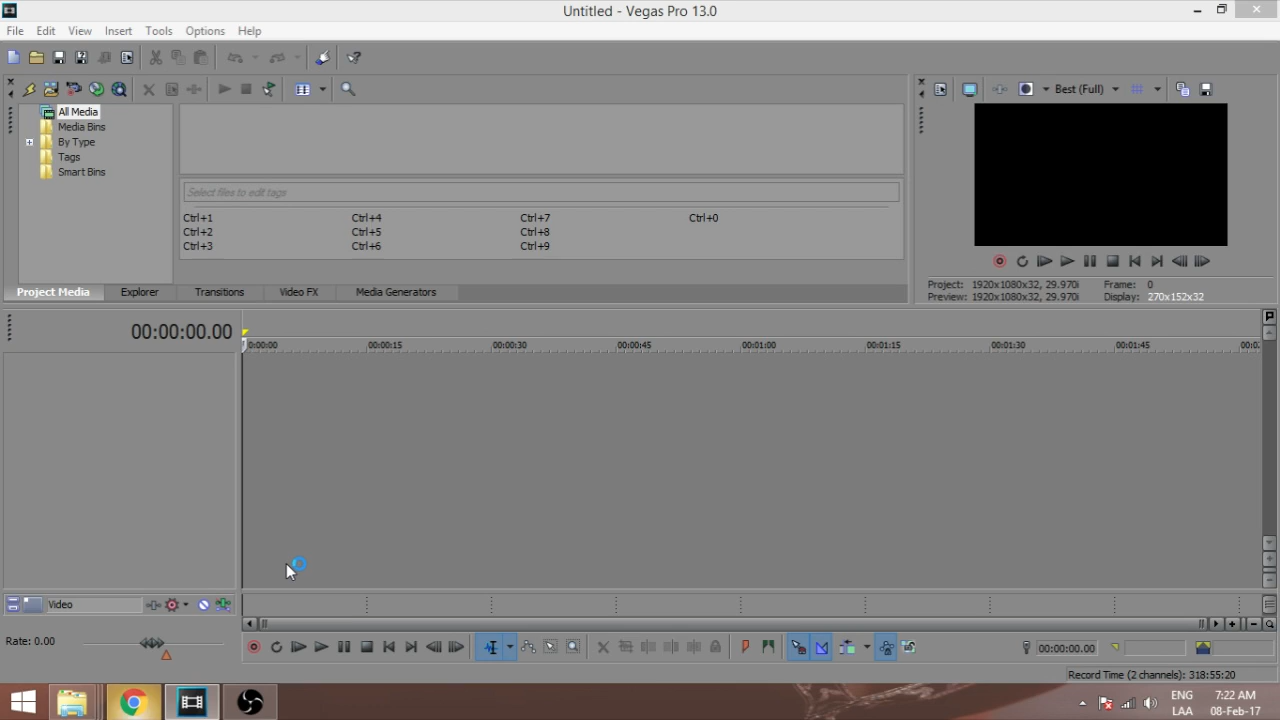 Untitled - Vegas Pro 13.0
File Edit View Insert Tools Options Help
Best (Full)
All Media
Media Bins
By Type
Tags
Smart Bins
Select files to edit tags
Ctrl+1 Ctrl+4 Ctrl+7 Ctrl+0
Ctrl+2 Ctrl+5 Ctrl+8
Ctrl+3 Ctrl+6 Ctrl+9
Project Media Explorer Transitions Video FX Media Generators
Project: 1920x1080x32, 29.970i Frame: 0
Preview: 1920x1080x32, 29.970i Display: 270x152x32
00:00:00.00
0:00:00 00:00:15 00:00:30 00:00:45 00:01:00 00:01:15 00:01:30 00:01:45
Video
Rate: 0.00
00:00:00.00
Record Time (2 channels): 318:55:20
ENG 7:22 AM
LAA 08-Feb-17